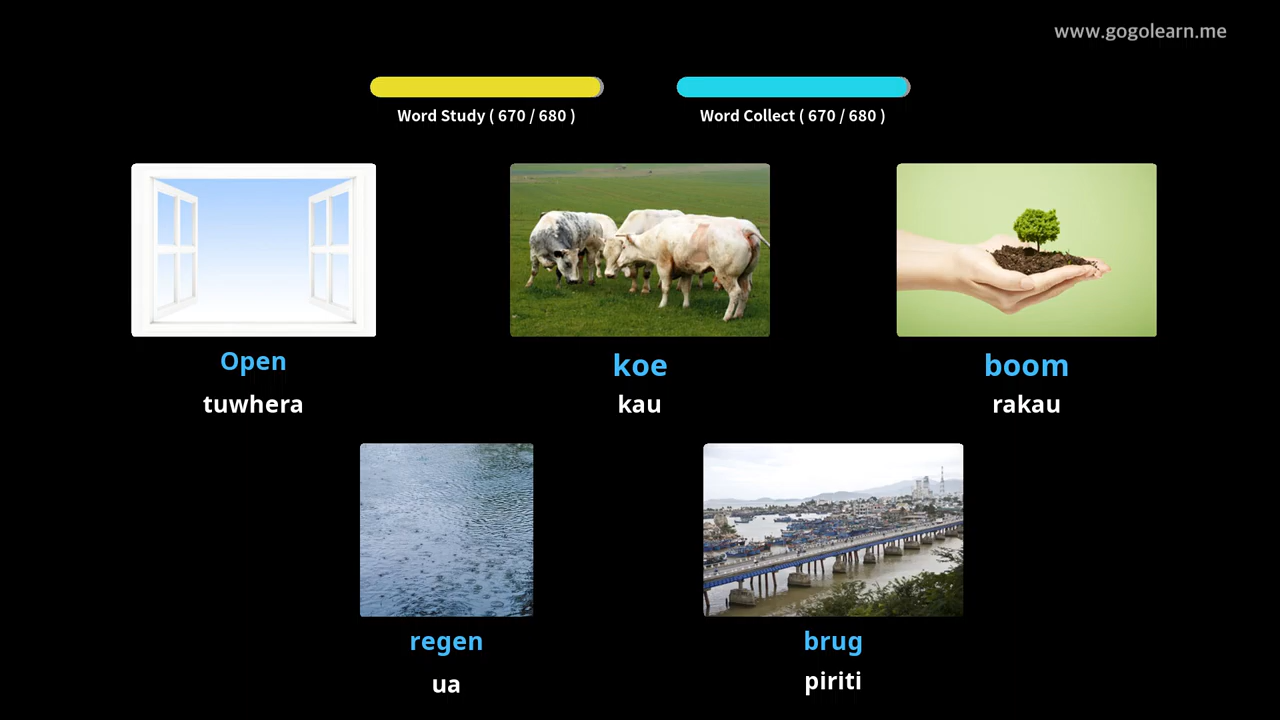 www.gogolearn.me
Word Study ( 670 / 680 )
Word Collect ( 670 / 680 )
Open
koe
boom
tuwhera
kau
rakau
regen
brug
ua
piriti